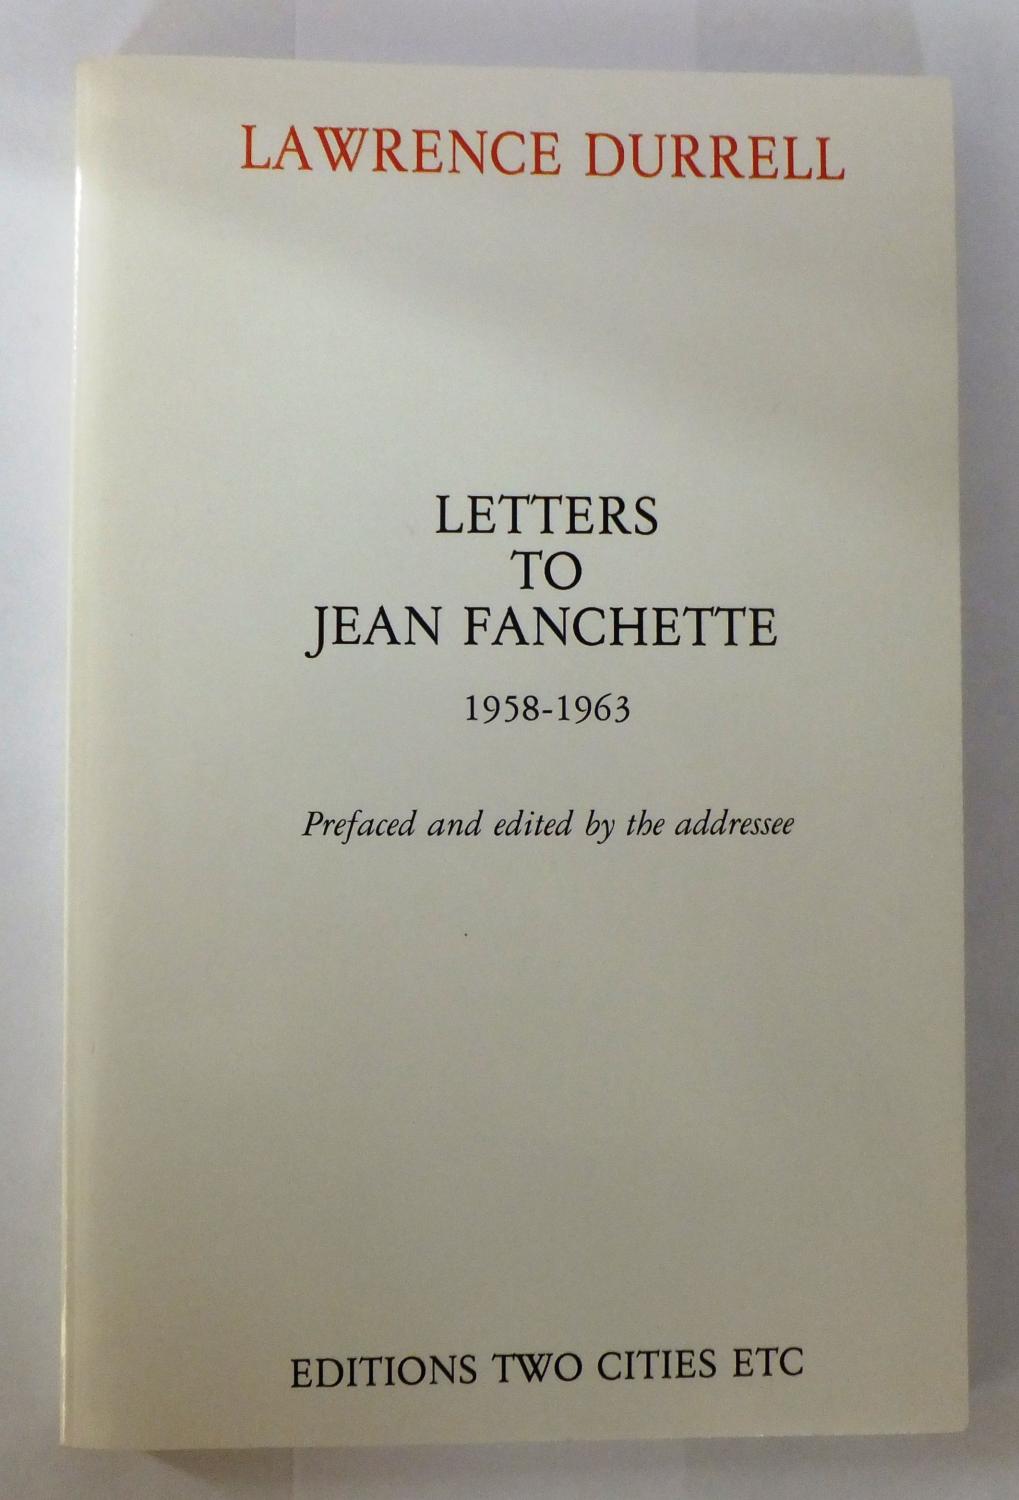 LAWRENCE DURRELL
LETTERS
TO
JEAN FANCHETTE
1958-1963
Prefaced and edited by the addressee
EDITIONS TWO CITIES ETC